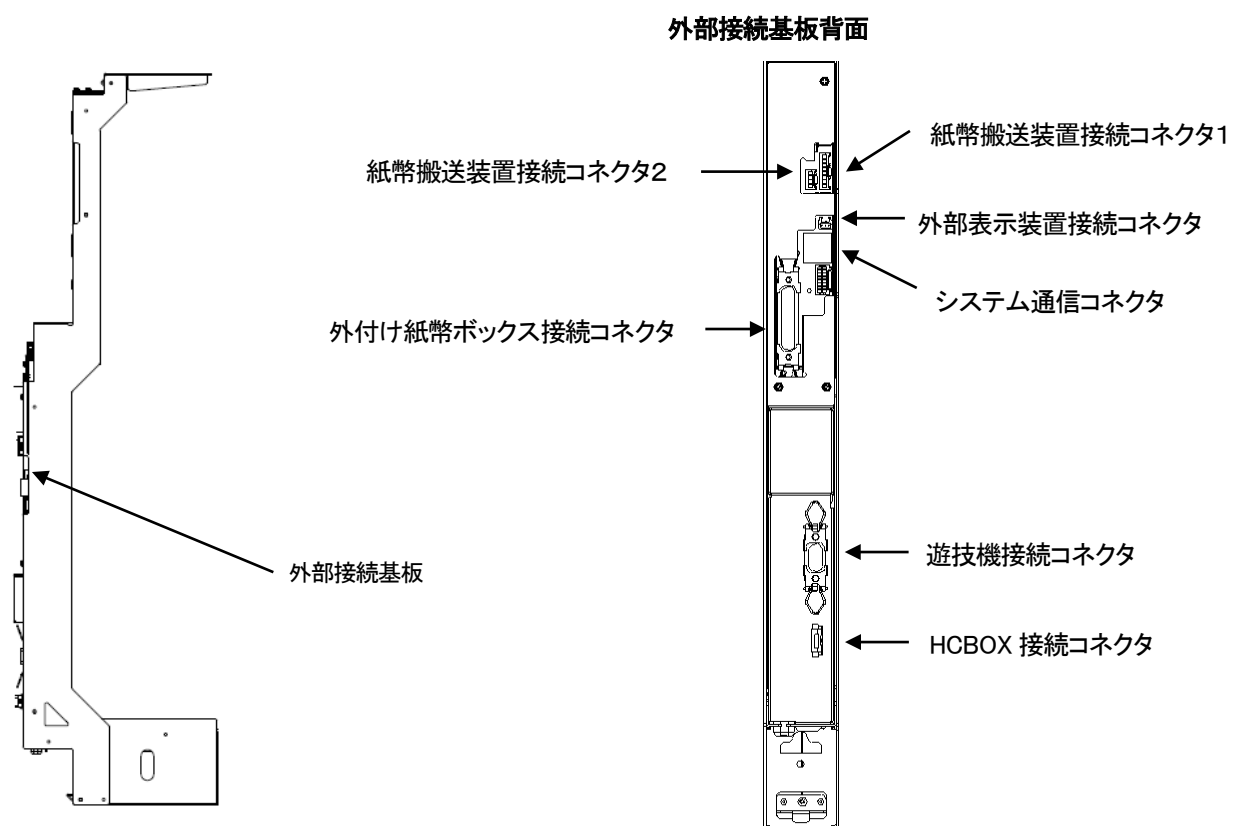 外部接続基板背面
紙幣搬送装置接続コネクタ1
紙幣搬送装置接続コネクタ2
外部表示装置接続コネクタ
システム通信コネクタ
外付け紙幣ボックス接続コネクタ
遊技機接続コネクタ
外部接続基板
HCBOX 接続コネクタ